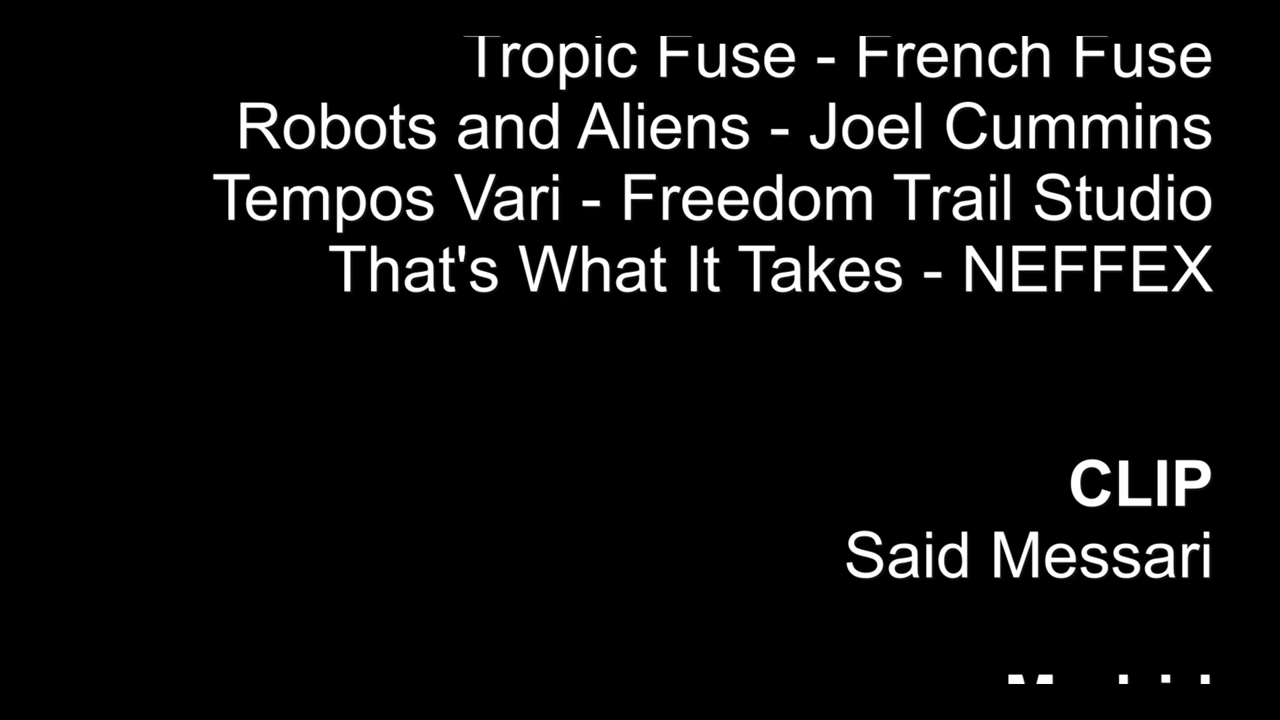 Tropic Fuse - French Fuse
Robots and Aliens - Joel Cummins
Tempos Vari - Freedom Trail Studio
That's What It Takes - NEFFEX
CLIP
Said Messari